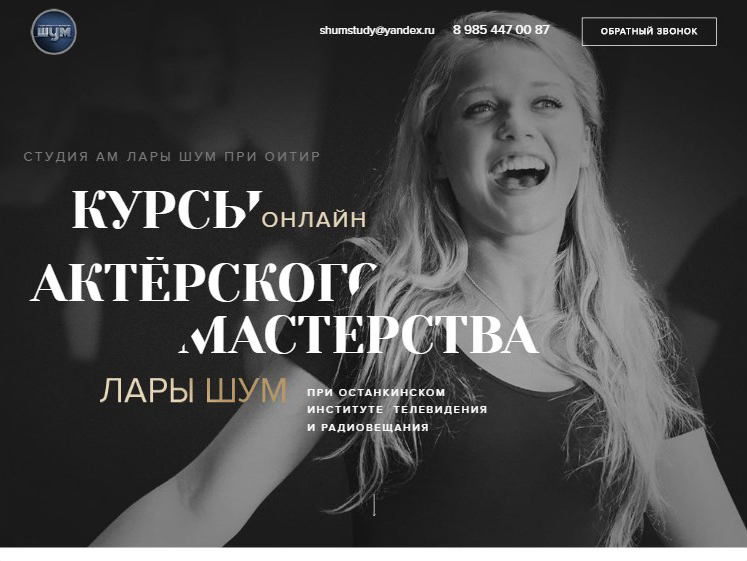 ШУМ
shumstudy@yandex.ru
8 985 447 00 87
ОБРАТНЫЙ ЗВОНОК
СТУДИЯ АМ ЛАРЫ ШУМ ПРИ ОИТИР
КУРСЫ
ОНЛАЙН
АКТЁРСКОГО
МАСТЕРСТВА
ЛАРЫ ШУМ
ПРИ ОСТАНКИНСКОМ
ИНСТИТУТЕ ТЕЛЕВИДЕНИЯ
И РАДИОВЕЩАНИЯ